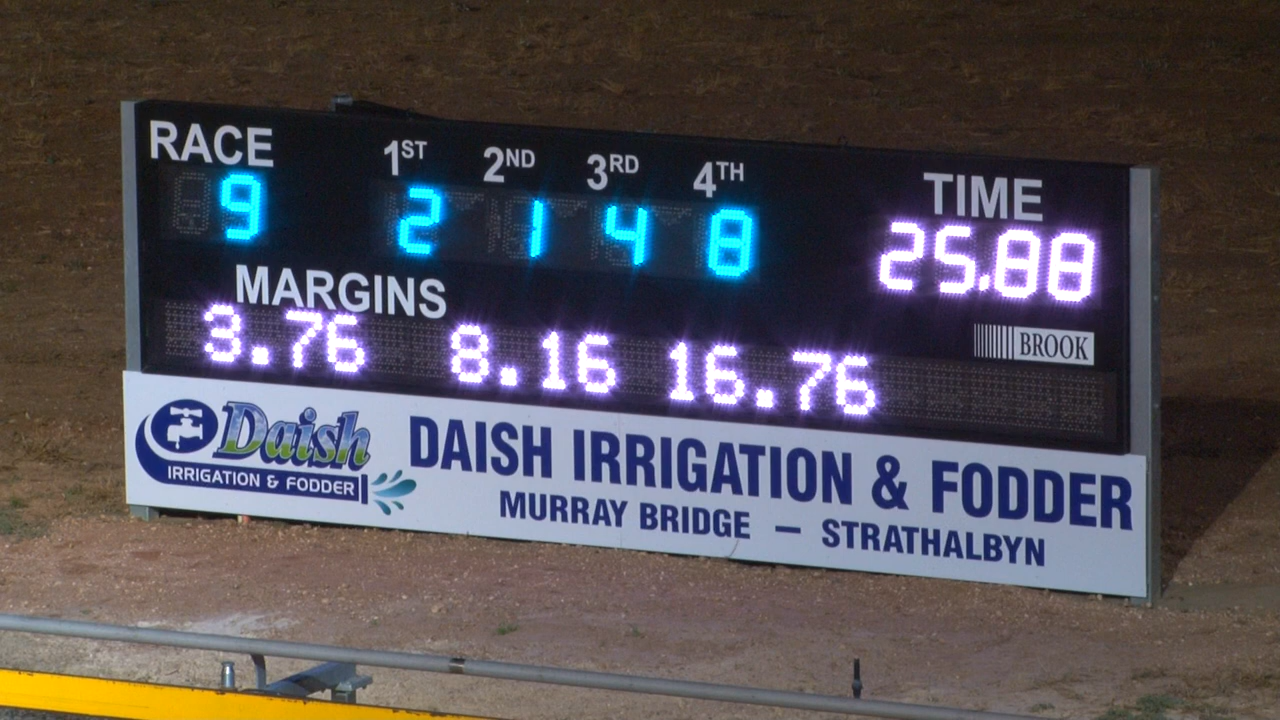 RACE 1ST 2ND 3RD 4TH TIME
9 2 1 4 8 25.88
MARGINS
3.76 8.16 16.76
BROOK
Daish
IRRIGATION & FODDER
DAISH IRRIGATION & FODDER
MURRAY BRIDGE – STRATHALBYN